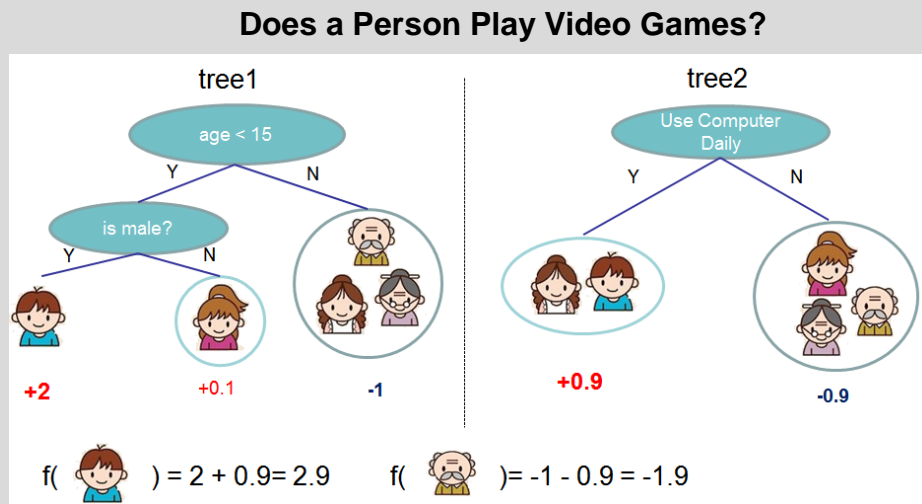 Does a Person Play Video Games?
tree1
age < 15
Y
N
is male?
Y
N
+2
+0.1
-1
tree2
Use Computer
Daily
Y
N
+0.9
-0.9
f( ) = 2 + 0.9= 2.9
f( )= -1 - 0.9 = -1.9